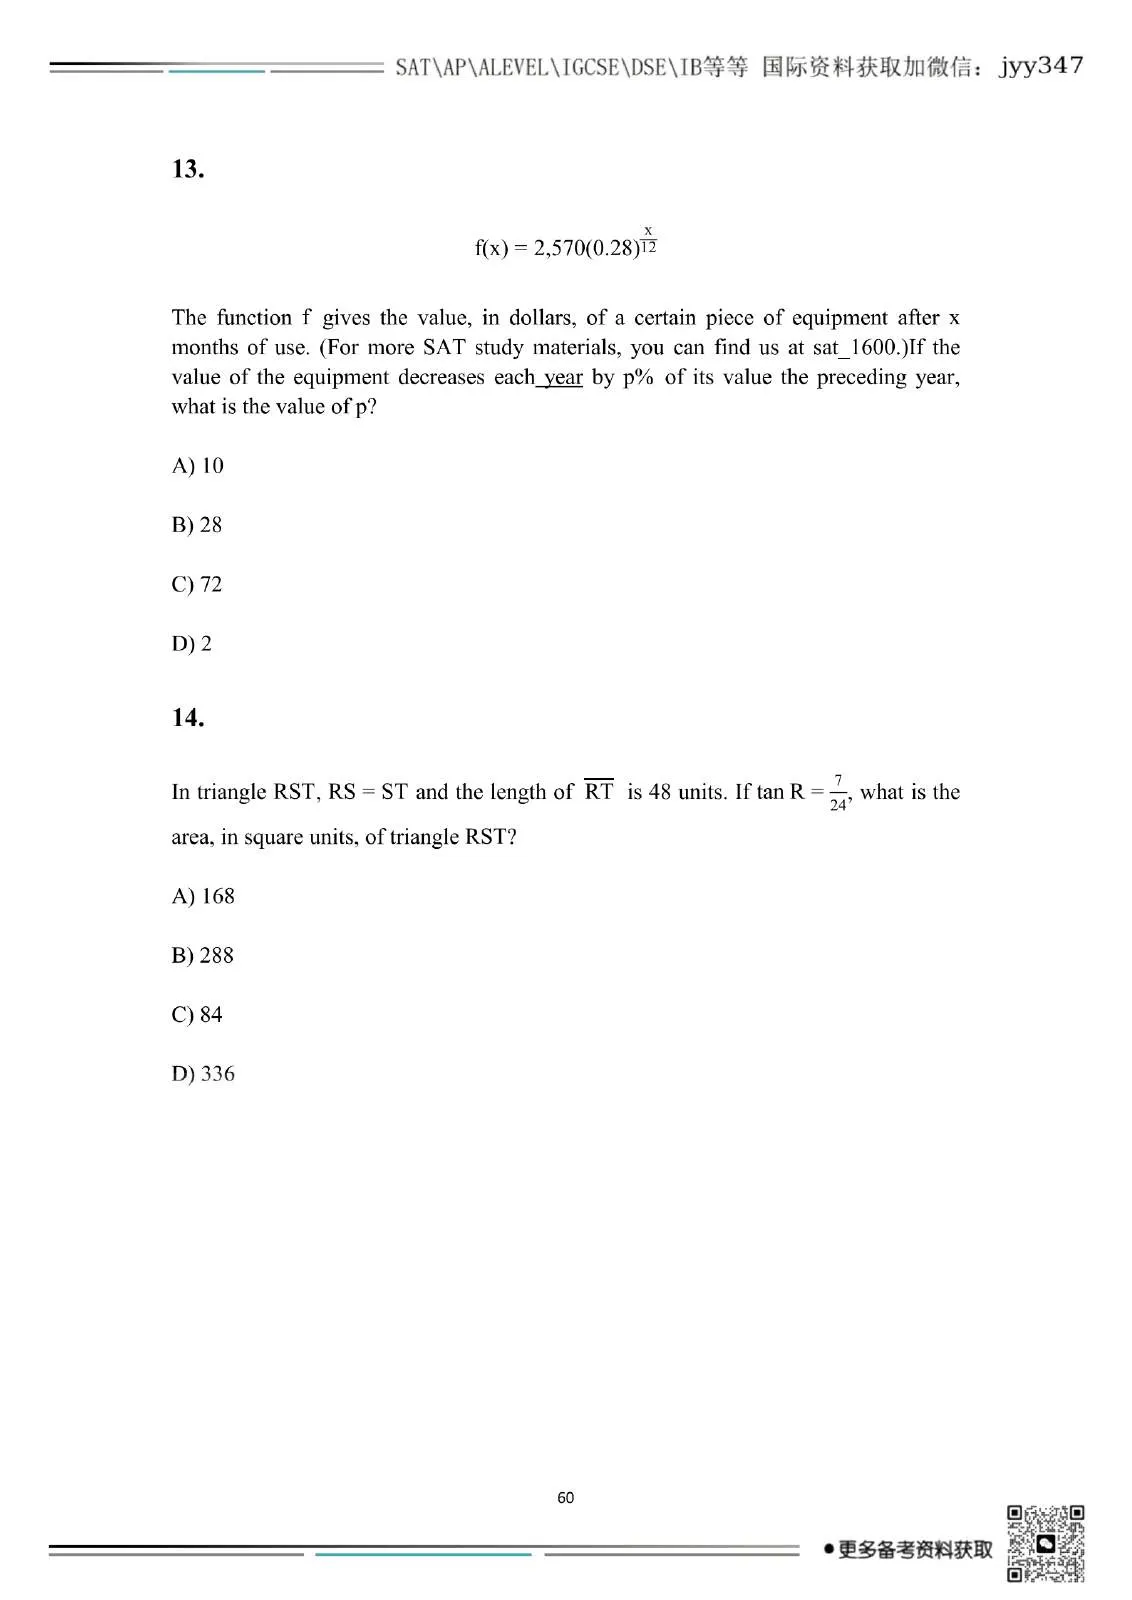 SAT\AP\ALEVEL\IGCSE\DSE\IB等等 国际资料获取加微信: jyy347
13.
f(x) = 2,570(0.28)^(x/12)
The function f gives the value, in dollars, of a certain piece of equipment after x
months of use. (For more SAT study materials, you can find us at sat_1600.)If the
value of the equipment decreases each year by p% of its value the preceding year,
what is the value of p?
A) 10
B) 28
C) 72
D) 2
14.
In triangle RST, RS = ST and the length of RT is 48 units. If tan R = 7/24, what is the
area, in square units, of triangle RST?
A) 168
B) 288
C) 84
D) 336
60
●更多备考资料获取